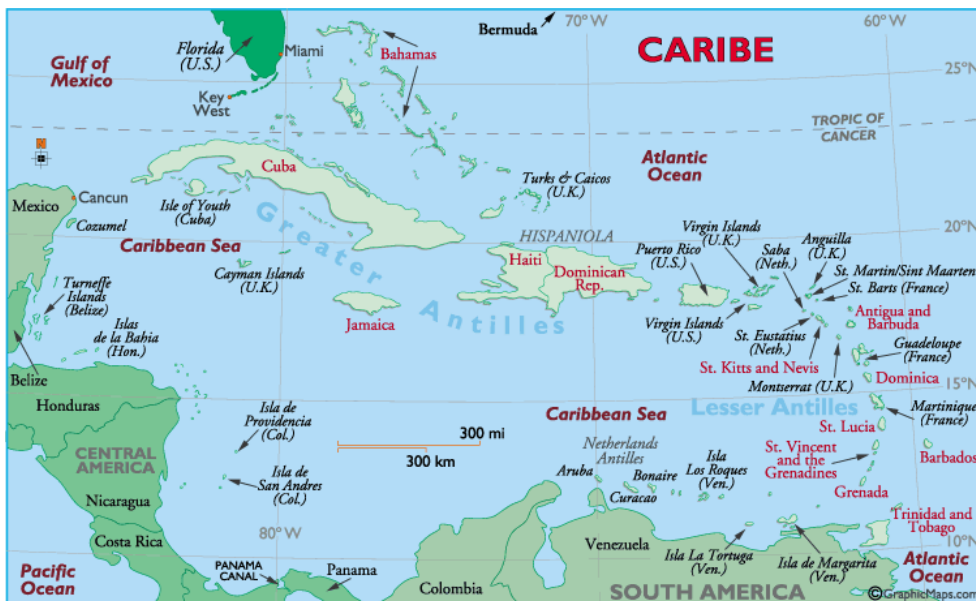 Bermuda
70° W
60° W
CARIBE
Florida
(U.S.)
Miami
Bahamas
Gulf of
Mexico
Key
West
25°N
TROPIC OF
CANCER
Cuba
Atlantic
Ocean
Turks & Caicos
(U.K.)
Mexico
Cancun
Cozumel
Isle of Youth
(Cuba)
Greater
Antilles
Caribbean Sea
20°N
HISPANIOLA
Haiti
Dominican
Rep.
Puerto Rico
(U.S.)
Virgin Islands
(U.K.)
Saba
(Neth.)
Anguilla
(U.K.)
St. Martin/Sint Maarten
St. Barts (France)
Cayman Islands
(U.K.)
Turneffe
Islands
(Belize)
Jamaica
Virgin Islands
(U.S.)
St. Eustatius
(Neth.)
Antigua and
Barbuda
Islas
de la Bahia
(Hon.)
St. Kitts and Nevis
Guadeloupe
(France)
Montserrat (U.K.)
Dominica
15°N
Belize
Honduras
Lesser Antilles
Martinique
(France)
Isla de
Providencia
(Col.)
Caribbean Sea
300 mi
300 km
St. Lucia
CENTRAL
AMERICA
Netherlands
Antilles
Isla
Los Roques
(Ven.)
St. Vincent
and the
Grenadines
Barbados
Isla de
San Andres
(Col.)
Aruba
Bonaire
Curacao
Grenada
Nicaragua
Trinidad and
Tobago
80° W
10°N
Costa Rica
Venezuela
Isla La Tortuga
(Ven.)
Isla de Margarita
(Ven.)
Atlantic
Ocean
Pacific
Ocean
PANAMA
CANAL
Panama
Colombia
SOUTH AMERICA
©GraphicMaps.com